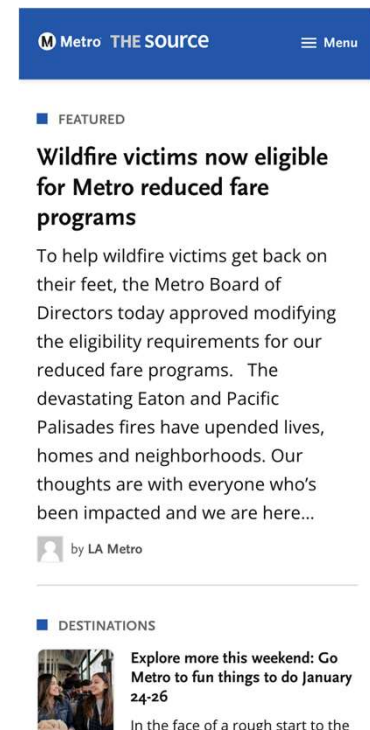 M Metro THE SOURCE
Menu
FEATURED
Wildfire victims now eligible
for Metro reduced fare
programs
To help wildfire victims get back on
their feet, the Metro Board of
Directors today approved modifying
the eligibility requirements for our
reduced fare programs. The
devastating Eaton and Pacific
Palisades fires have upended lives,
homes and neighborhoods. Our
thoughts are with everyone who’s
been impacted and we are here...
by LA Metro
DESTINATIONS
Explore more this weekend: Go
Metro to fun things to do January
24-26
In the face of a rough start to the